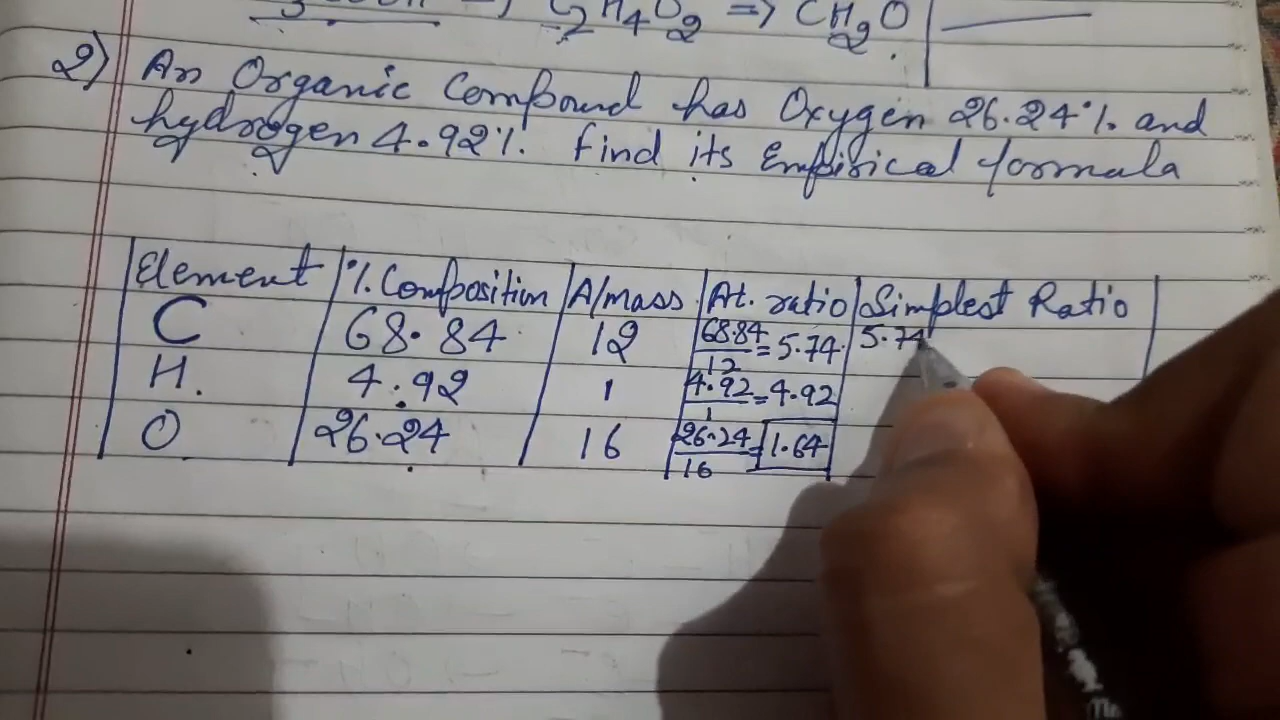 C2H4O2 => CH2O
2) An Organic Compound has Oxygen 26.24% and
hydrogen 4.92%. find its Empirical formula
Element %. Composition A/mass At. ratio Simplest Ratio
C 68.84 12 68.84/12 = 5.74 5.74
H. 4.92 1 4.92/1 = 4.92
O 26.24 16 26.24/16 = 1.64